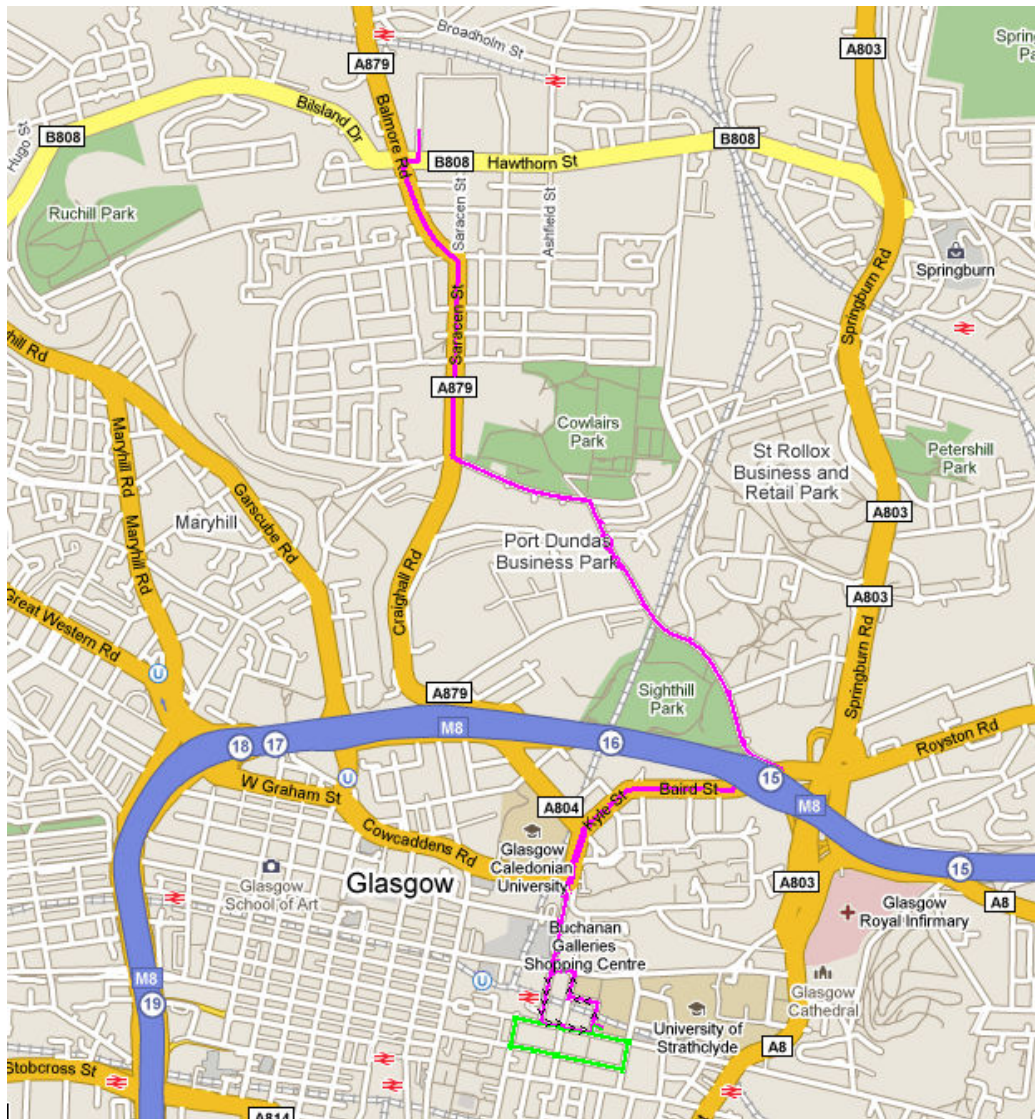 Broadholm St
A803
Spring
Pa
A879
Balmore Rd
Bilsland Dr
B808
Hugo St
B808
B808
Hawthorn St
Saracen St
Ashfield St
Ruchill Park
Springburn Rd
Springburn
Saracen St
hill Rd
A879
Cowlairs
Park
St Rollox
Business and
Retail Park
Petershill
Park
Maryhill Rd
Garscube Rd
Maryhill
Maryhill Rd
A803
Port Dundas
Business Park
Craighall Rd
A803
Great Western Rd
U
Springburn Rd
Sighthill
Park
A879
M8
Royston Rd
18
17
16
15
U
W Graham St
Baird St
M8
Kyle St
A804
Cowcaddens Rd
Glasgow
Caledonian
University
15
Glasgow
School of Art
Glasgow
A803
A8
Glasgow
Royal Infirmary
Buchanan
Galleries
Shopping Centre
M8
U
Glasgow
Cathedral
19
University of
Strathclyde
A8
Stobcross St
A814